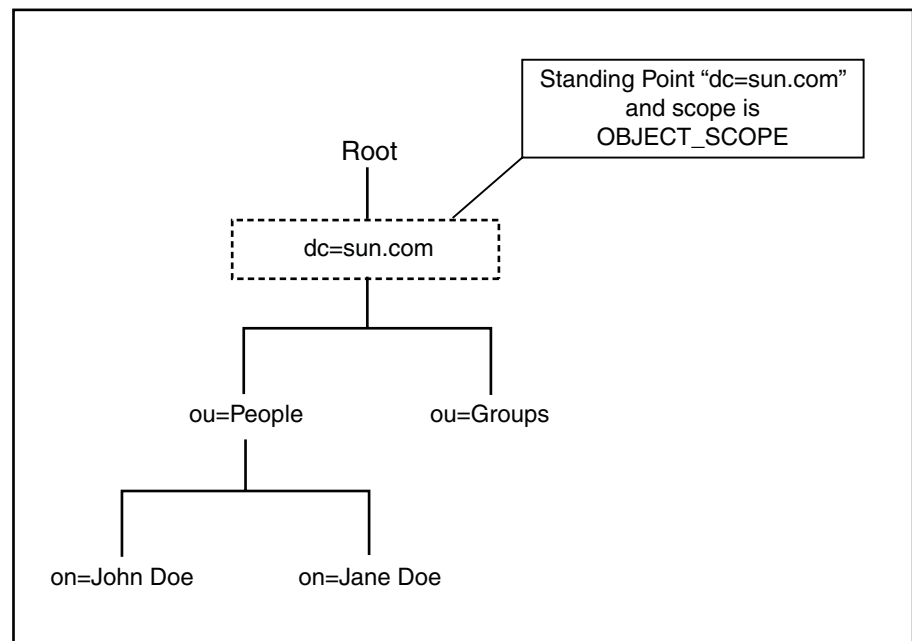 Standing Point “dc=sun.com”
and scope is
OBJECT_SCOPE
Root
dc=sun.com
ou=People
ou=Groups
on=John Doe
on=Jane Doe